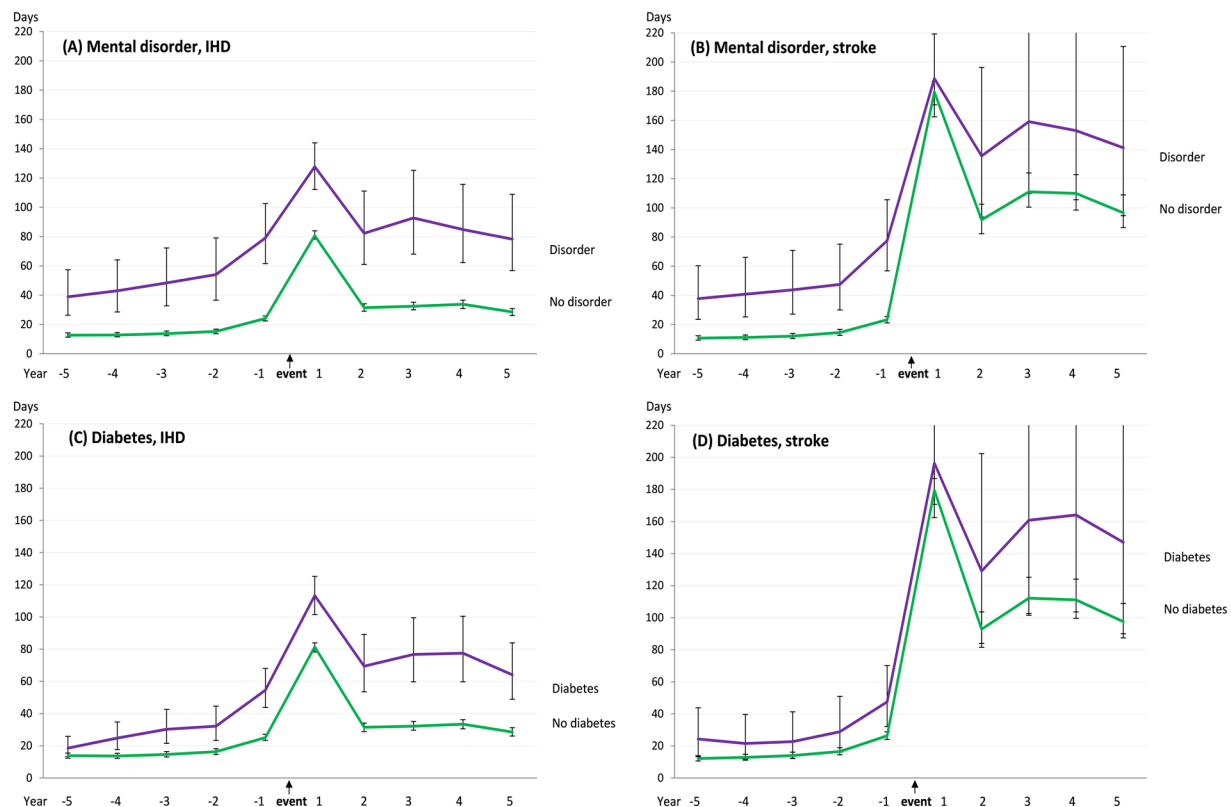 Days
(A) Mental disorder, IHD
220
200
180
160
140
120
100
80
60
40
20
0
Disorder
No disorder
Year -5 -4 -3 -2 -1 event 1 2 3 4 5
Days
(B) Mental disorder, stroke
220
200
180
160
140
120
100
80
60
40
20
0
Disorder
No disorder
Year -5 -4 -3 -2 -1 event 1 2 3 4 5
Days
(C) Diabetes, IHD
220
200
180
160
140
120
100
80
60
40
20
0
Diabetes
No diabetes
Year -5 -4 -3 -2 -1 event 1 2 3 4 5
Days
(D) Diabetes, stroke
220
200
180
160
140
120
100
80
60
40
20
0
Diabetes
No diabetes
Year -5 -4 -3 -2 -1 event 1 2 3 4 5